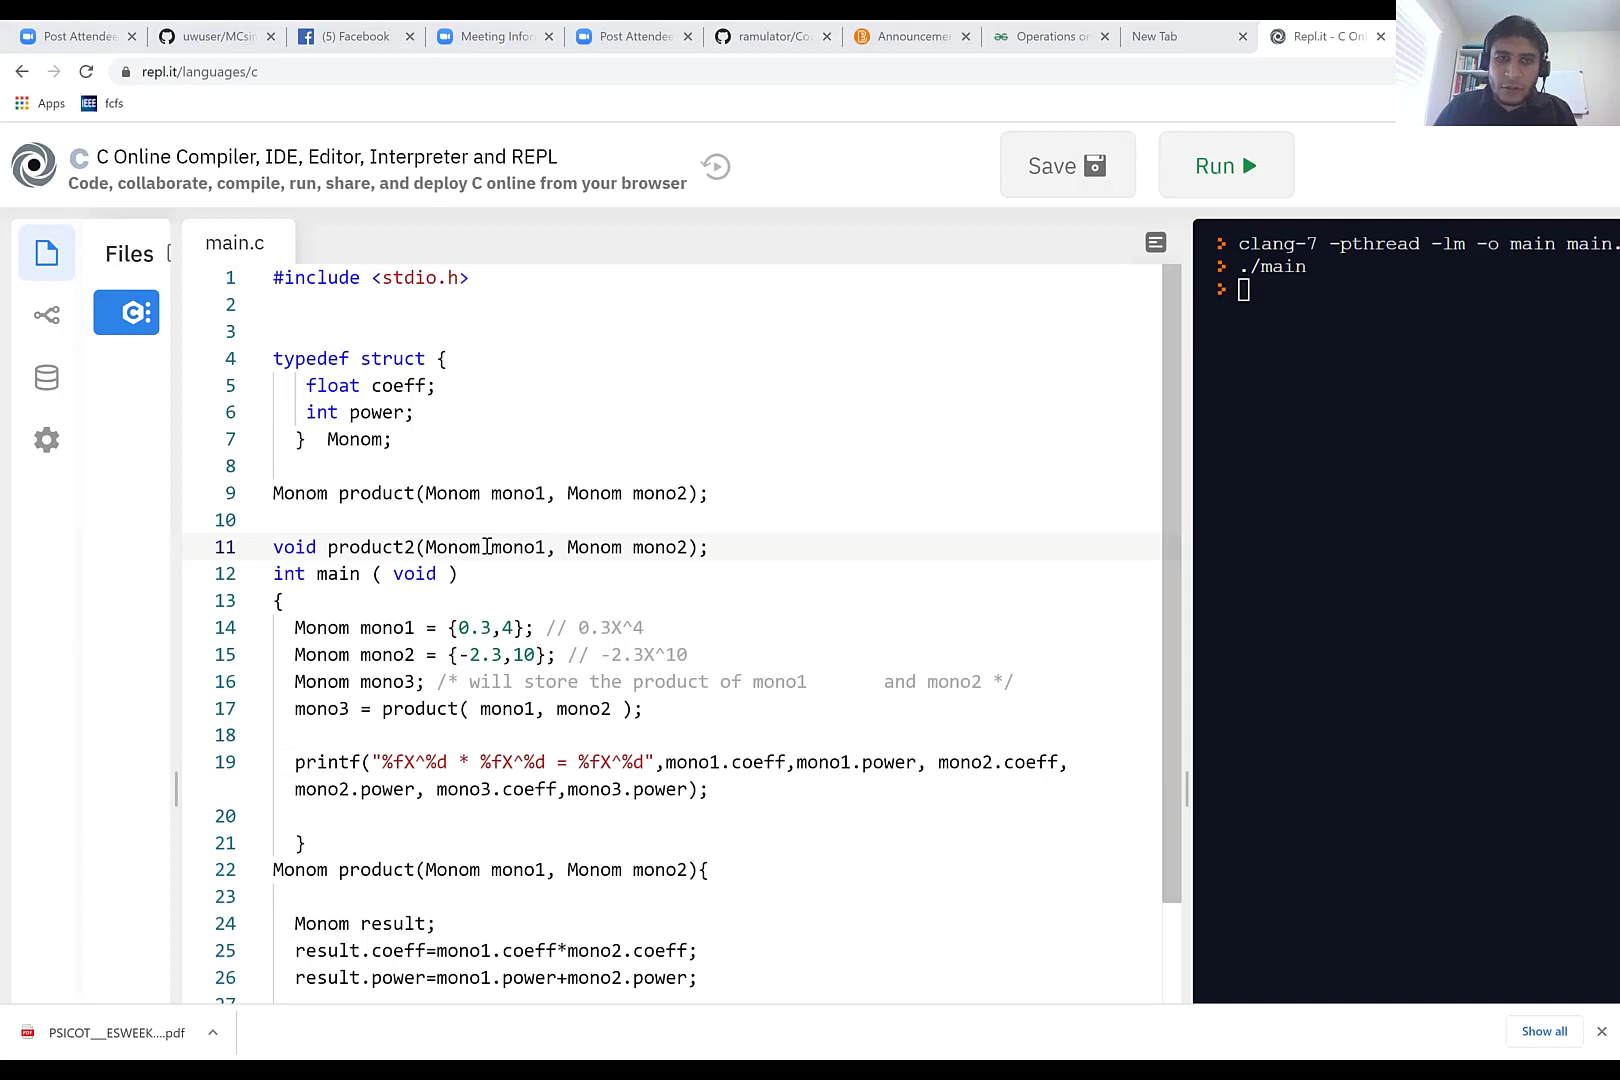 Post Attendee
uwuser/MCsin
(5) Facebook
Meeting Infor
Post Attendee
ramulator/Co
Announcemen
Operations on
New Tab
Repl.it - C Onl
repl.it/languages/c
Apps
IEEE
fcfs
C Online Compiler, IDE, Editor, Interpreter and REPL
Code, collaborate, compile, run, share, and deploy C online from your browser
Save
Run
Files
main.c
1 #include <stdio.h>
2
3
4 typedef struct {
5 float coeff;
6 int power;
7 } Monom;
8
9 Monom product(Monom mono1, Monom mono2);
10
11 void product2(Monom mono1, Monom mono2);
12 int main ( void )
13 {
14 Monom mono1 = {0.3,4}; // 0.3X^4
15 Monom mono2 = {-2.3,10}; // -2.3X^10
16 Monom mono3; /* will store the product of mono1 and mono2 */
17 mono3 = product( mono1, mono2 );
18
19 printf("%fX^%d * %fX^%d = %fX^%d",mono1.coeff,mono1.power, mono2.coeff,
mono2.power, mono3.coeff,mono3.power);
20
21 }
22 Monom product(Monom mono1, Monom mono2){
23
24 Monom result;
25 result.coeff=mono1.coeff*mono2.coeff;
26 result.power=mono1.power+mono2.power;
27
clang-7 -pthread -lm -o main main.
./main
PSICOT___ESWEEK....pdf
Show all